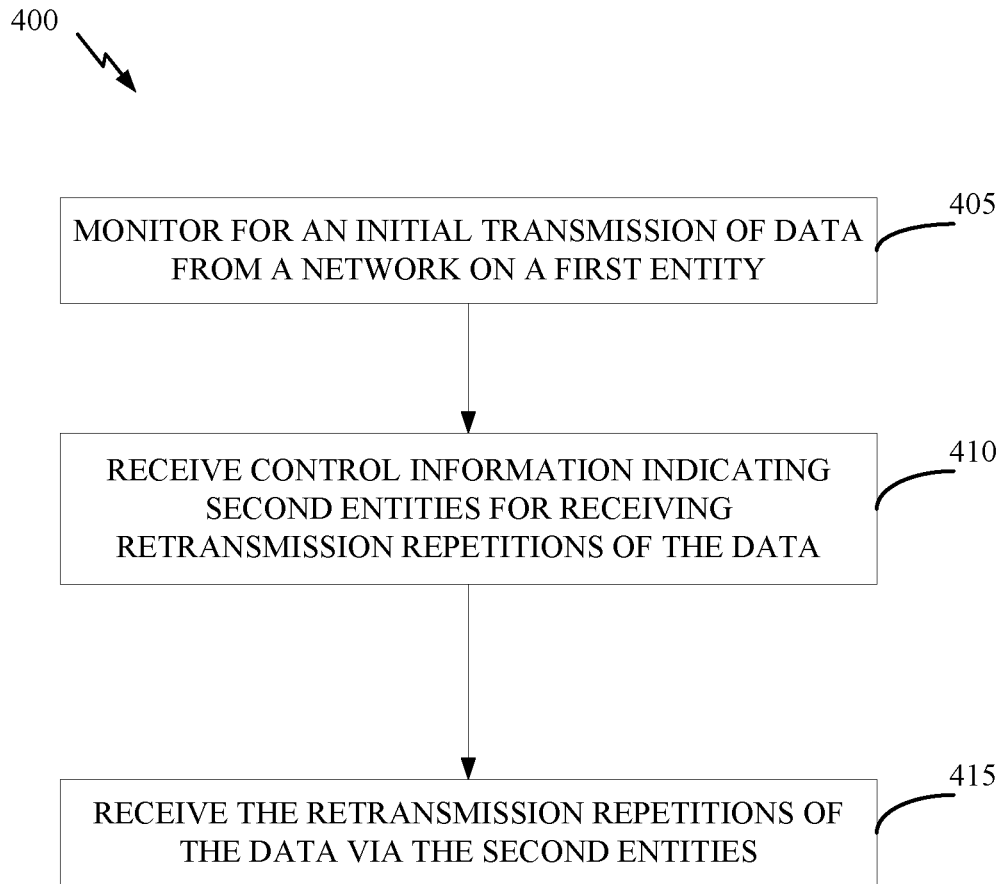 400
405
MONITOR FOR AN INITIAL TRANSMISSION OF DATA
FROM A NETWORK ON A FIRST ENTITY
410
RECEIVE CONTROL INFORMATION INDICATING
SECOND ENTITIES FOR RECEIVING
RETRANSMISSION REPETITIONS OF THE DATA
415
RECEIVE THE RETRANSMISSION REPETITIONS OF
THE DATA VIA THE SECOND ENTITIES